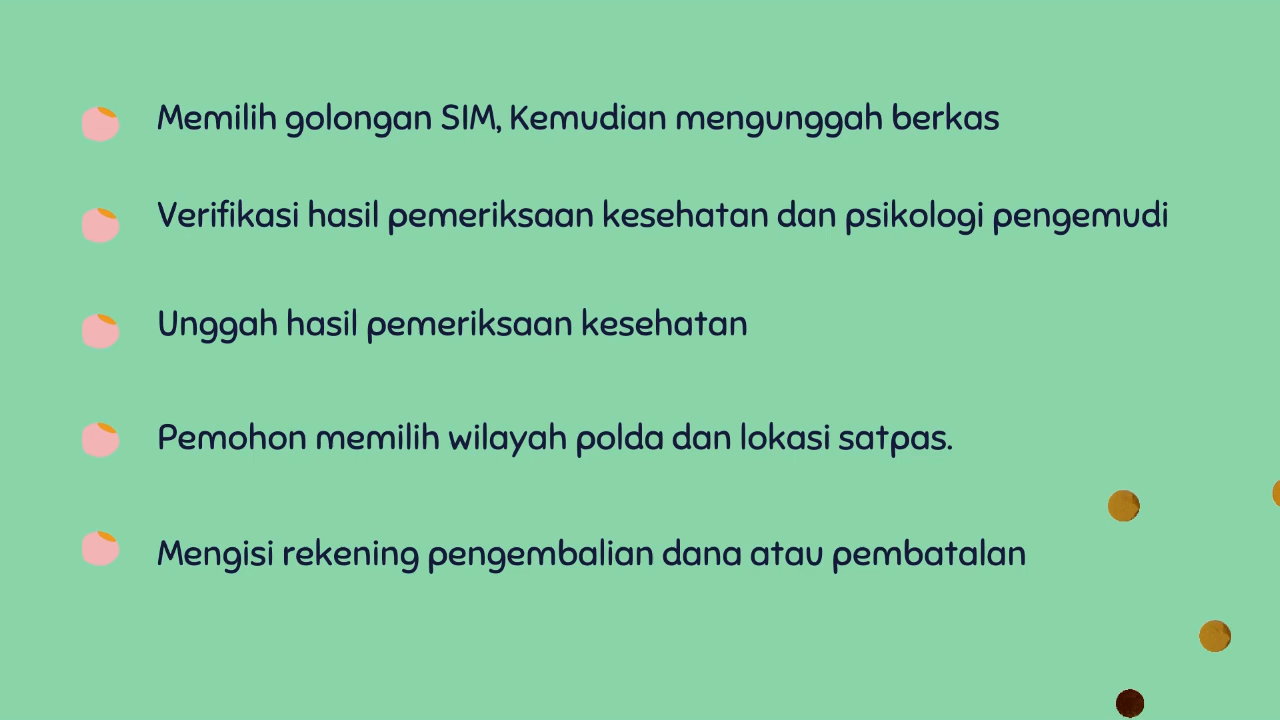 Memilih golongan SIM, Kemudian mengunggah berkas
Verifikasi hasil pemeriksaan kesehatan dan psikologi pengemudi
Unggah hasil pemeriksaan kesehatan
Pemohon memilih wilayah polda dan lokasi satpas.
Mengisi rekening pengembalian dana atau pembatalan